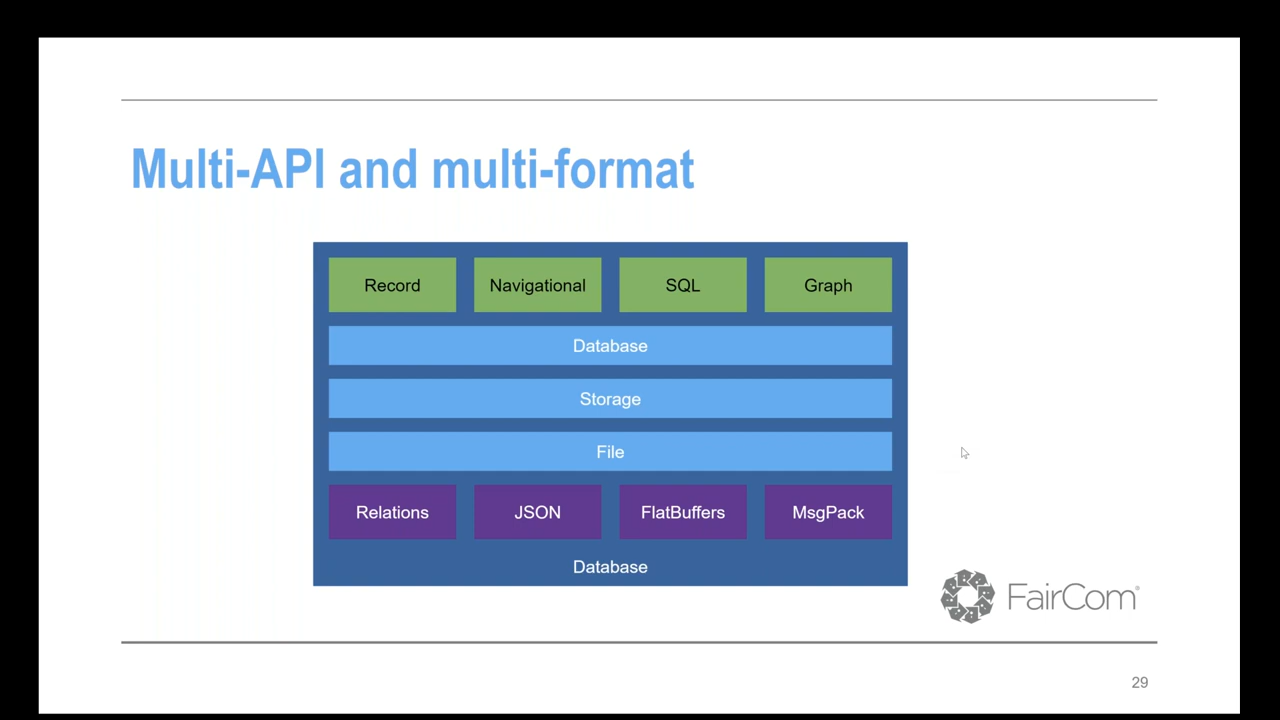 Multi-API and multi-format
Record Navigational SQL Graph
Database
Storage
File
Relations JSON FlatBuffers MsgPack
Database
FairCom®
29